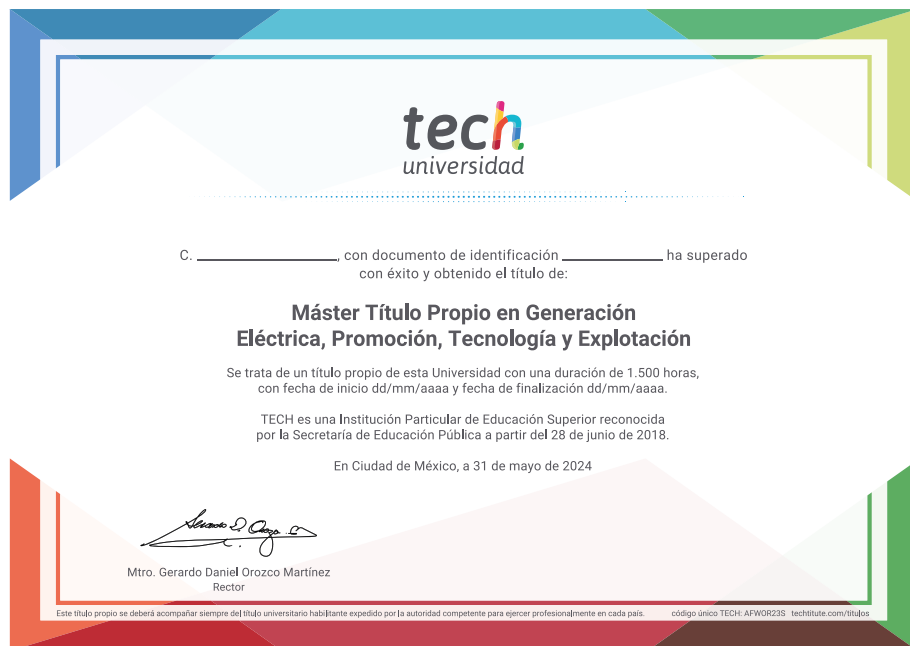 tech
universidad
C. ________________, con documento de identificación ____________ ha superado
con éxito y obtenido el título de:
Máster Título Propio en Generación
Eléctrica, Promoción, Tecnología y Explotación
Se trata de un título propio de esta Universidad con una duración de 1.500 horas,
con fecha de inicio dd/mm/aaaa y fecha de finalización dd/mm/aaaa.
TECH es una Institución Particular de Educación Superior reconocida
por la Secretaría de Educación Pública a partir del 28 de junio de 2018.
En Ciudad de México, a 31 de mayo de 2024
Mtro. Gerardo Daniel Orozco Martínez
Rector
Este título propio se deberá acompañar siempre del título universitario habilitante expedido por la autoridad competente para ejercer profesionalmente en cada país. código único TECH: AFWOR23S techtitute.com/titulos